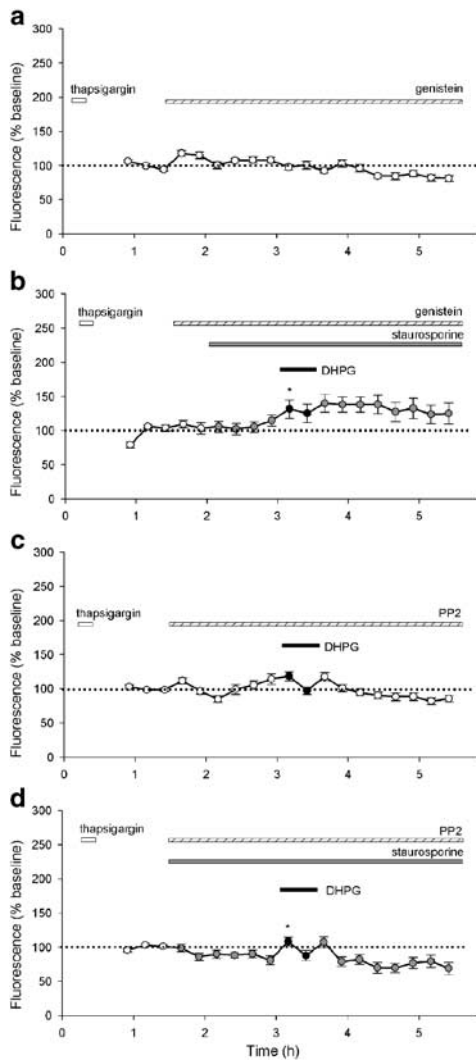 a
300
250
200
150
100
50
0
Fluorescence (% baseline)
thapsigargin
genistein
0 1 2 3 4 5
b
300
250
200
150
100
50
0
Fluorescence (% baseline)
thapsigargin
genistein
staurosporine
* DHPG
0 1 2 3 4 5
c
300
250
200
150
100
50
0
Fluorescence (% baseline)
thapsigargin
PP2
DHPG
0 1 2 3 4 5
d
300
250
200
150
100
50
0
Fluorescence (% baseline)
thapsigargin
PP2
staurosporine
* DHPG
0 1 2 3 4 5
Time (h)